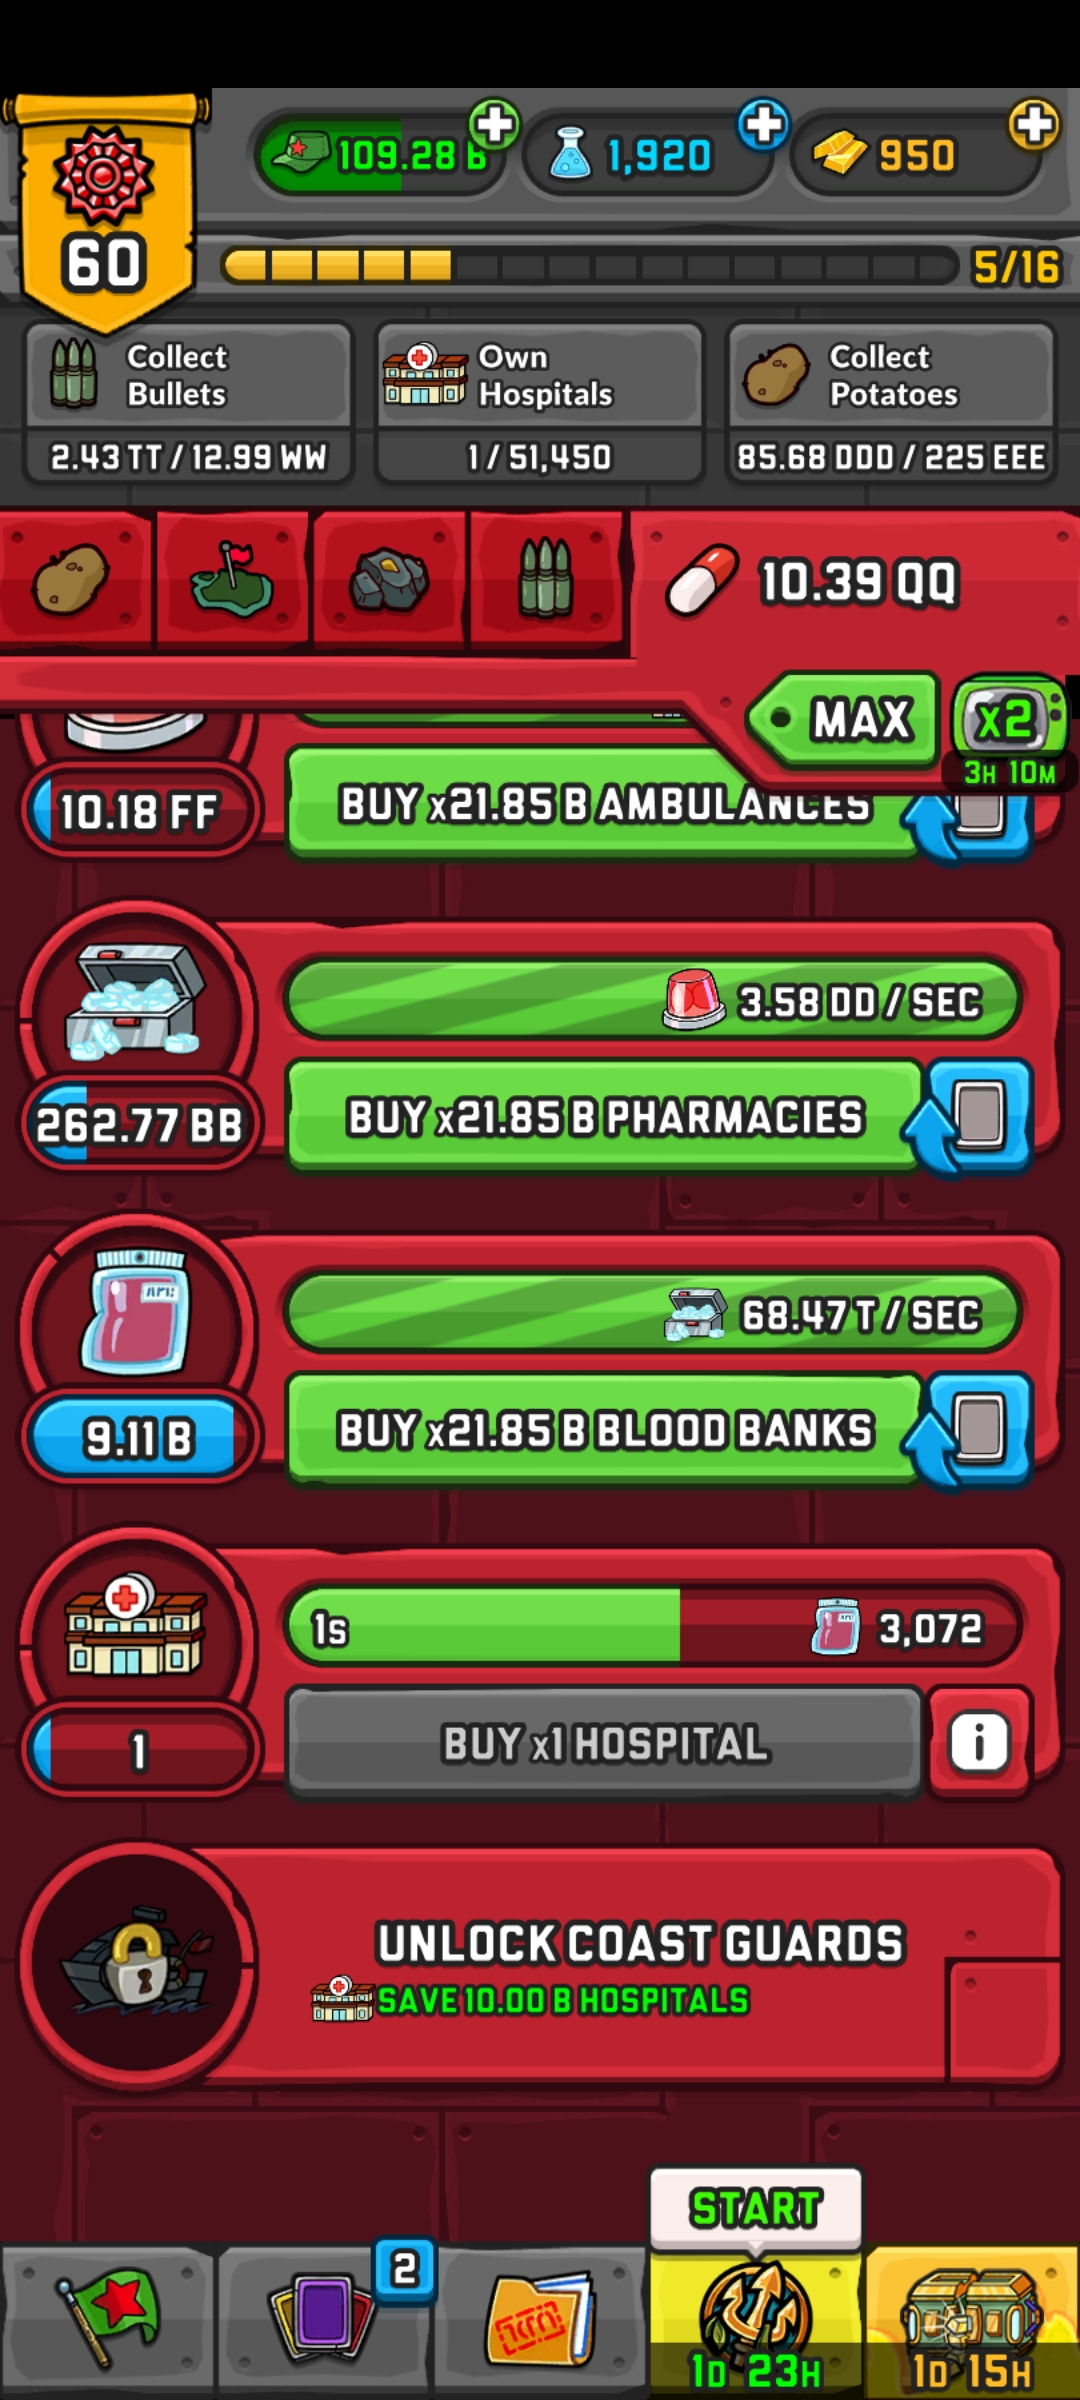 109.28 B
1,920
950
60
5/16
Collect
Bullets
2.43 TT / 12.99 WW
Own
Hospitals
1 / 51,450
Collect
Potatoes
85.68 DDD / 225 EEE
10.39 QQ
MAX
x2
3H 10M
10.18 FF
BUY x21.85 B AMBULANCES
3.58 DD / SEC
262.77 BB
BUY x21.85 B PHARMACIES
68.47 T / SEC
9.11 B
BUY x21.85 B BLOOD BANKS
1s
3,072
1
BUY x1 HOSPITAL
i
UNLOCK COAST GUARDS
SAVE 10.00 B HOSPITALS
START
2
1D 23H
1D 15H